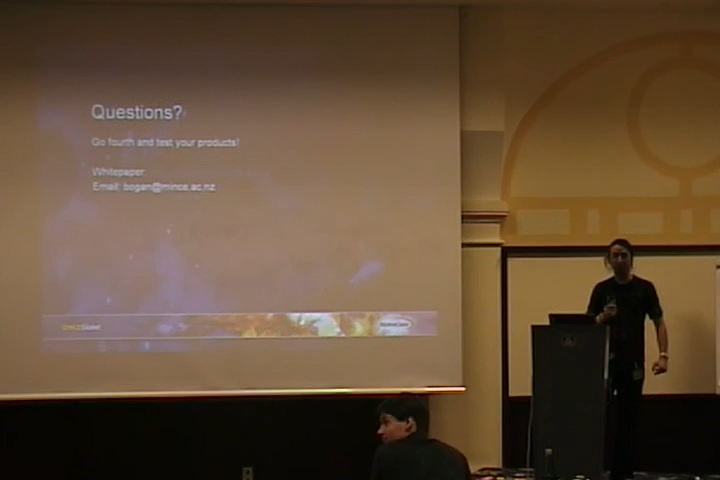 Questions?
Go fourth and test your products!
Whitepaper:
Email: bogan@mince.ac.nz